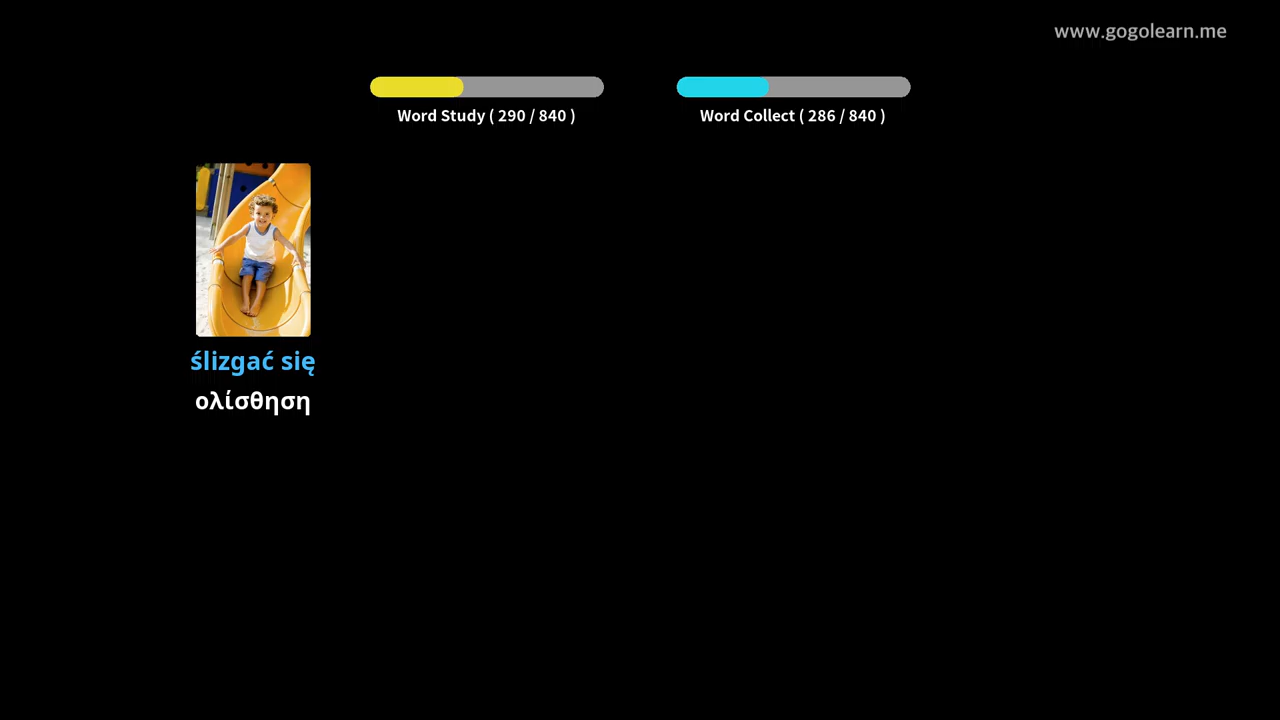 www.gogolearn.me
Word Study ( 290 / 840 )
Word Collect ( 286 / 840 )
ślizgać się
ολίσθηση